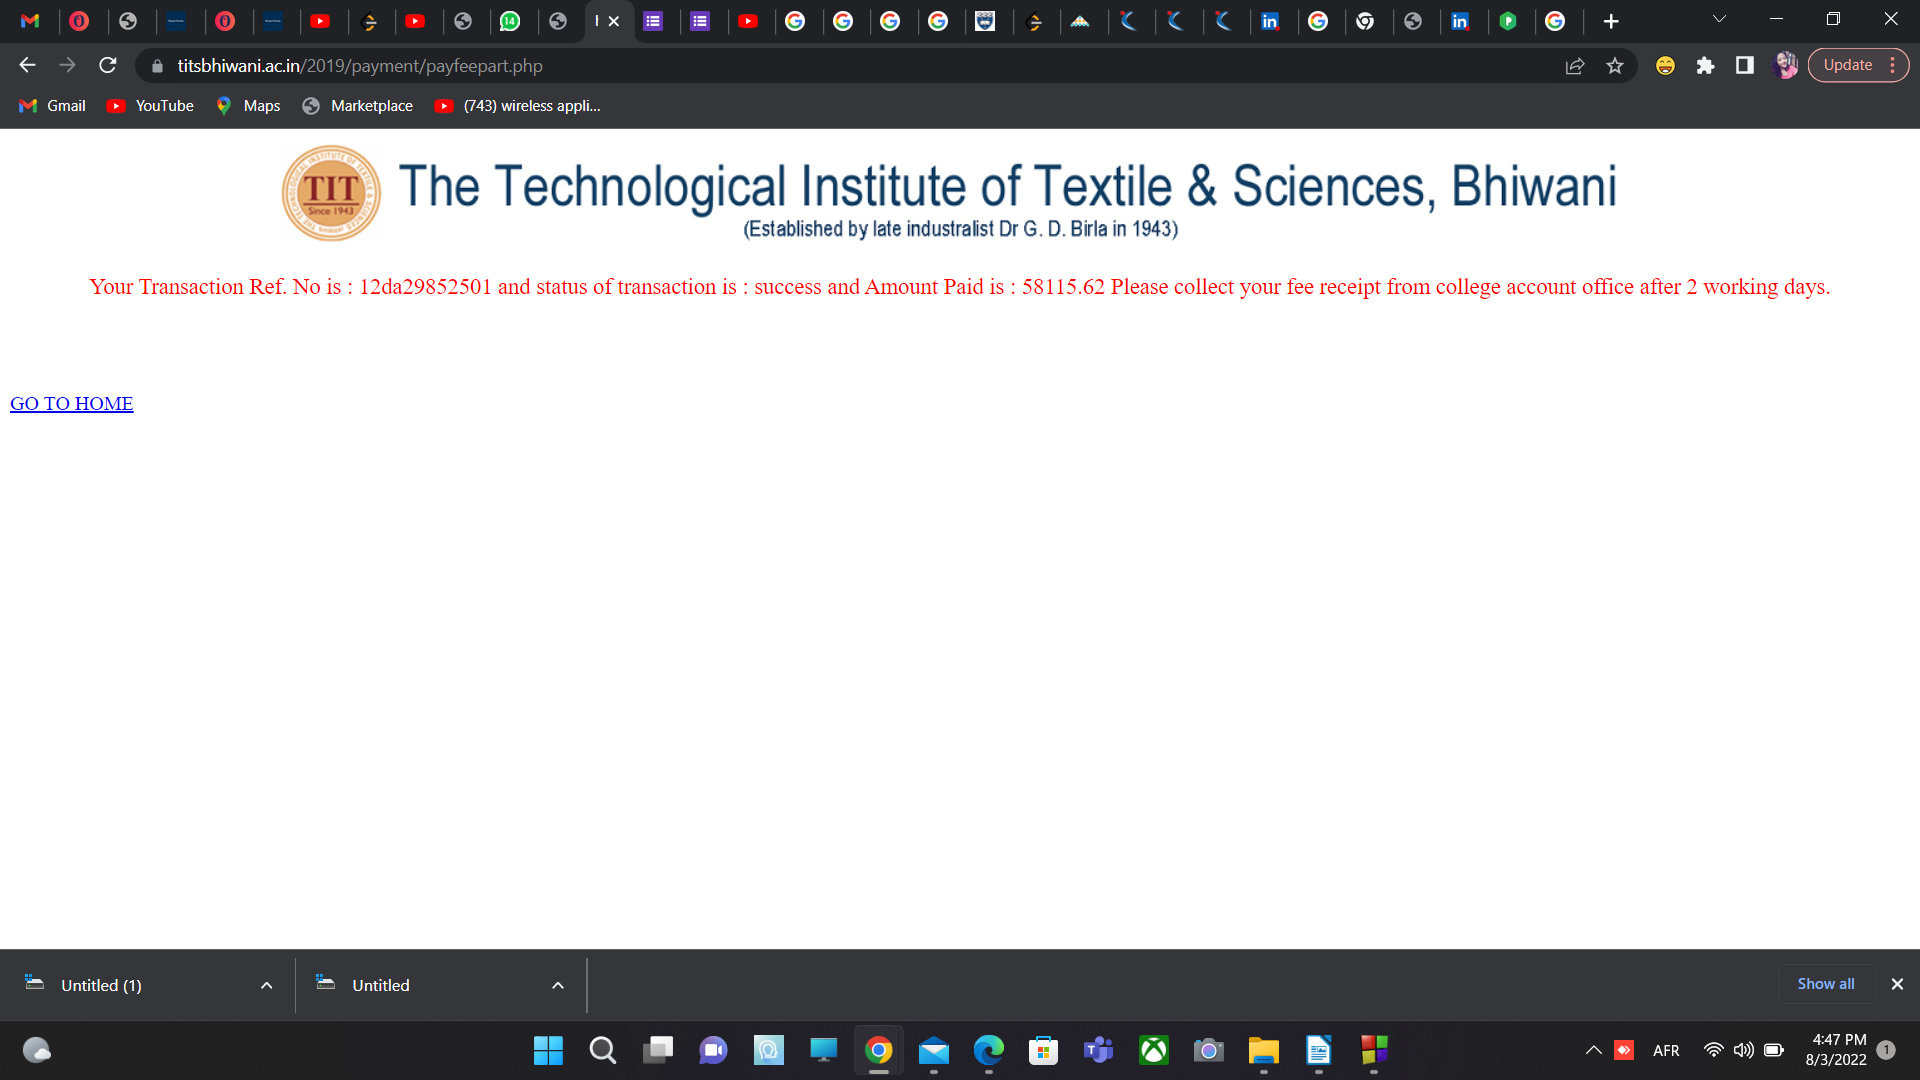 14
titsbhiwani.ac.in/2019/payment/payfeepart.php
Update
Gmail
YouTube
Maps
Marketplace
(743) wireless appli...
TIT
Since 1943
The Technological Institute of Textile & Sciences, Bhiwani
(Established by late industralist Dr G. D. Birla in 1943)
Your Transaction Ref. No is : 12da29852501 and status of transaction is : success and Amount Paid is : 58115.62 Please collect your fee receipt from college account office after 2 working days.
GO TO HOME
Untitled (1)
Untitled
Show all
AFR
4:47 PM
8/3/2022
1